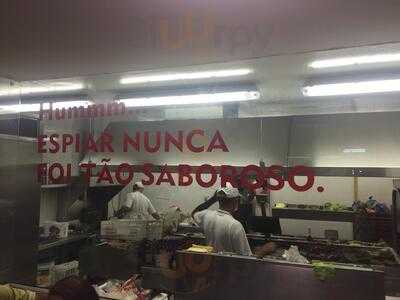 Hummm...
ESPIAR NUNCA
FOI TÃO SABOROSO.